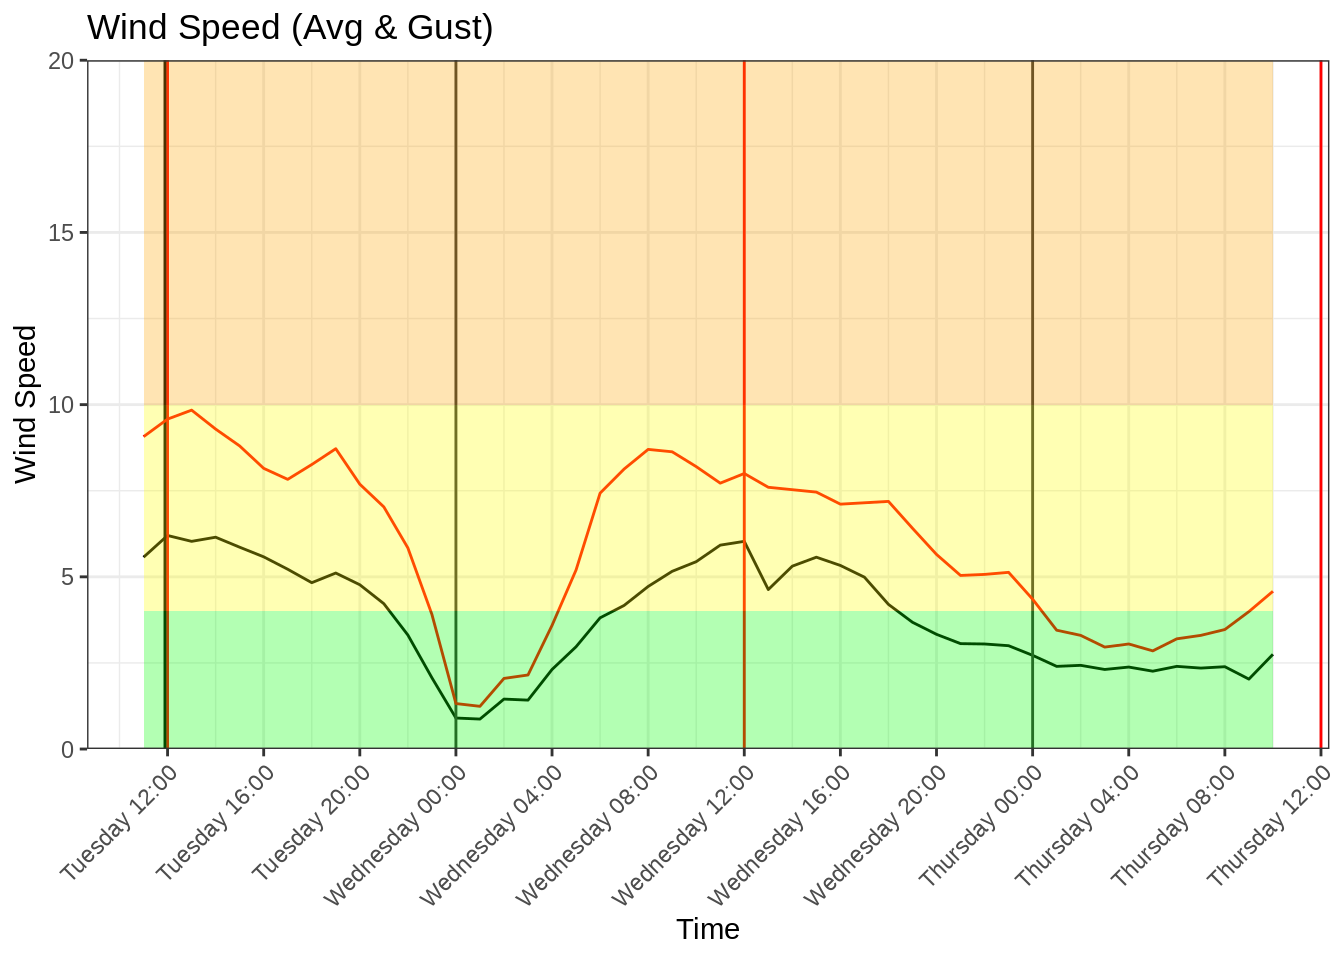 Wind Speed (Avg & Gust)
20
15
10
5
0
Wind Speed
Tuesday 12:00
Tuesday 16:00
Tuesday 20:00
Wednesday 00:00
Wednesday 04:00
Wednesday 08:00
Wednesday 12:00
Wednesday 16:00
Wednesday 20:00
Thursday 00:00
Thursday 04:00
Thursday 08:00
Thursday 12:00
Time